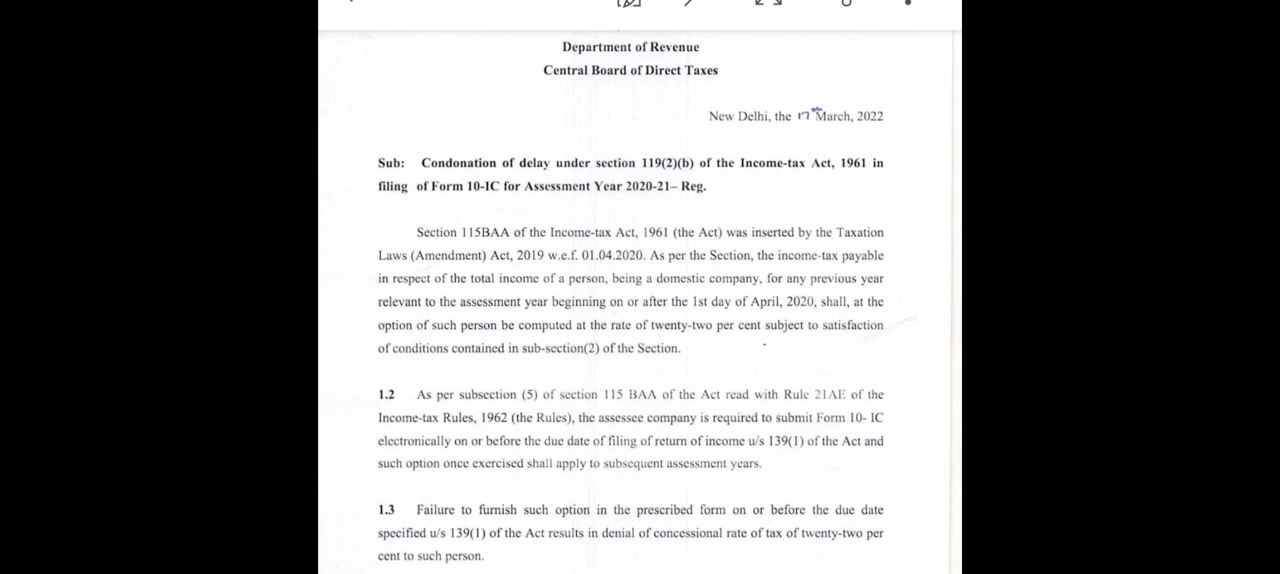 Department of Revenue
Central Board of Direct Taxes
New Delhi, the 17th March, 2022
Sub: Condonation of delay under section 119(2)(b) of the Income-tax Act, 1961 in
filing of Form 10-IC for Assessment Year 2020-21– Reg.
Section 115BAA of the Income-tax Act, 1961 (the Act) was inserted by the Taxation
Laws (Amendment) Act, 2019 w.e.f. 01.04.2020. As per the Section, the income-tax payable
in respect of the total income of a person, being a domestic company, for any previous year
relevant to the assessment year beginning on or after the 1st day of April, 2020, shall, at the
option of such person be computed at the rate of twenty-two per cent subject to satisfaction
of conditions contained in sub-section(2) of the Section.
1.2 As per subsection (5) of section 115 BAA of the Act read with Rule 21AE of the
Income-tax Rules, 1962 (the Rules), the assessee company is required to submit Form 10- IC
electronically on or before the due date of filing of return of income u/s 139(1) of the Act and
such option once exercised shall apply to subsequent assessment years.
1.3 Failure to furnish such option in the prescribed form on or before the due date
specified u/s 139(1) of the Act results in denial of concessional rate of tax of twenty-two per
cent to such person.